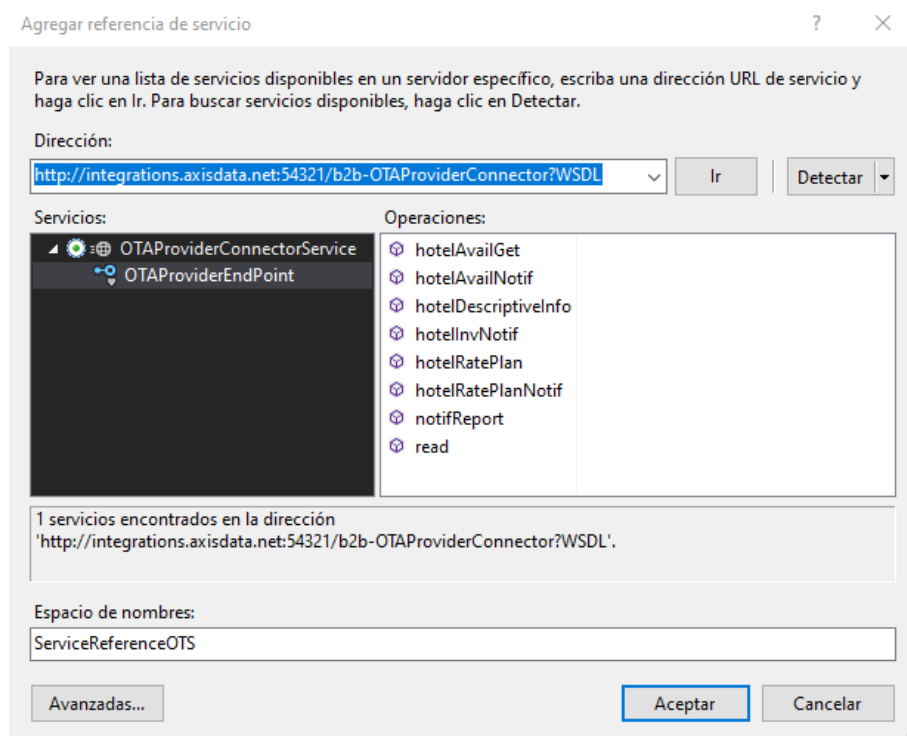 Agregar referencia de servicio
?
Para ver una lista de servicios disponibles en un servidor específico, escriba una dirección URL de servicio y
haga clic en Ir. Para buscar servicios disponibles, haga clic en Detectar.
Dirección:
http://integrations.axisdata.net:54321/b2b-OTAProviderConnector?WSDL
Ir
Detectar
Servicios:
OTAProviderConnectorService
OTAProviderEndPoint
Operaciones:
hotelAvailGet
hotelAvailNotif
hotelDescriptiveInfo
hotelInvNotif
hotelRatePlan
hotelRatePlanNotif
notifReport
read
1 servicios encontrados en la dirección
'http://integrations.axisdata.net:54321/b2b-OTAProviderConnector?WSDL'.
Espacio de nombres:
ServiceReferenceOTS
Avanzadas...
Aceptar
Cancelar